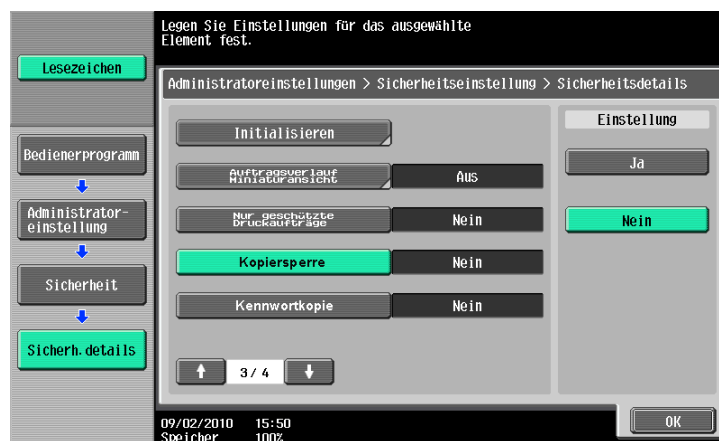 Legen Sie Einstellungen für das ausgewählte
Element fest.
Lesezeichen
Administratoreinstellungen > Sicherheitseinstellung > Sicherheitsdetails
Bedienerprogramm
Administrator-
einstellung
Sicherheit
Sicherh.details
Initialisieren
Auftragsverlauf
Miniaturansicht
Aus
Nur geschützte
Druckaufträge
Nein
Kopiersperre
Nein
Kennwortkopie
Nein
3/ 4
Einstellung
Ja
Nein
09/02/2010 15:50
Speicher 100%
OK